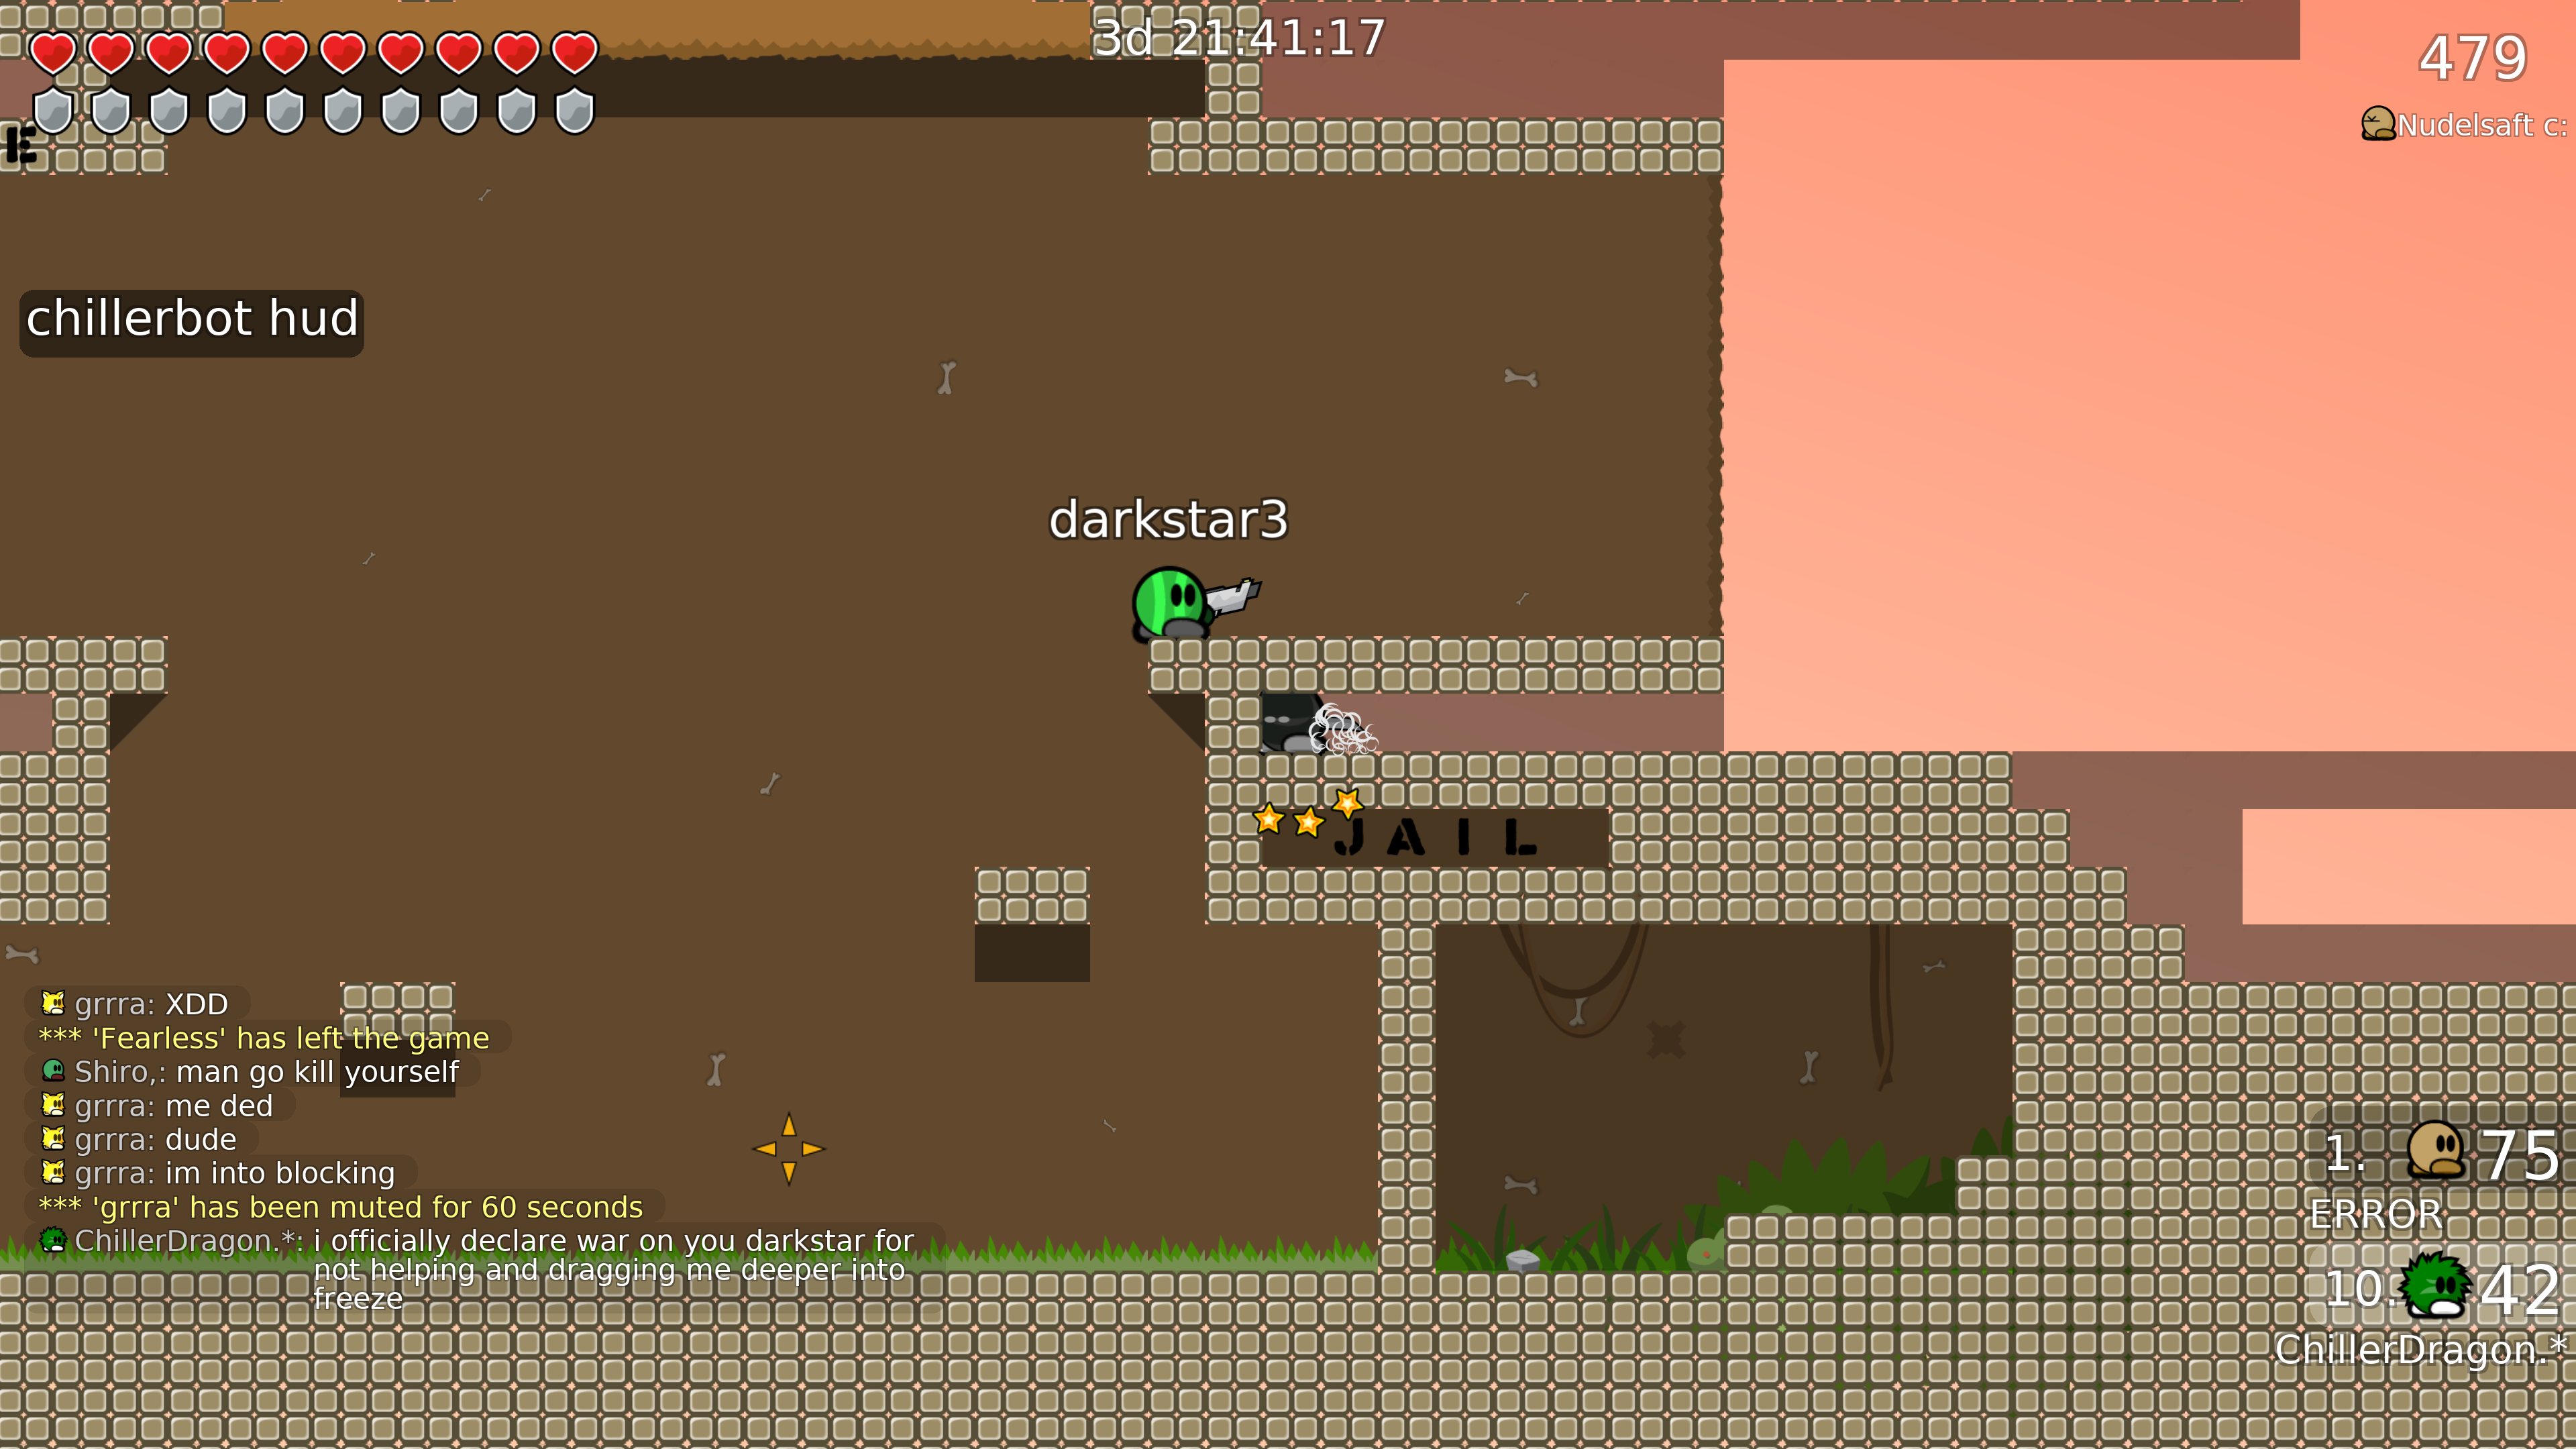 3d 21:41:17
479
Nudelsaft c:
E
chillerbot hud
darkstar3
JAIL
grrra: XDD
*** 'Fearless' has left the game
Shiro,: man go kill yourself
grrra: me ded
grrra: dude
grrra: im into blocking
*** 'grrra' has been muted for 60 seconds
ChillerDragon.*: i officially declare war on you darkstar for
not helping and dragging me deeper into
freeze
1. 75
ERROR
10. 42
ChillerDragon.*